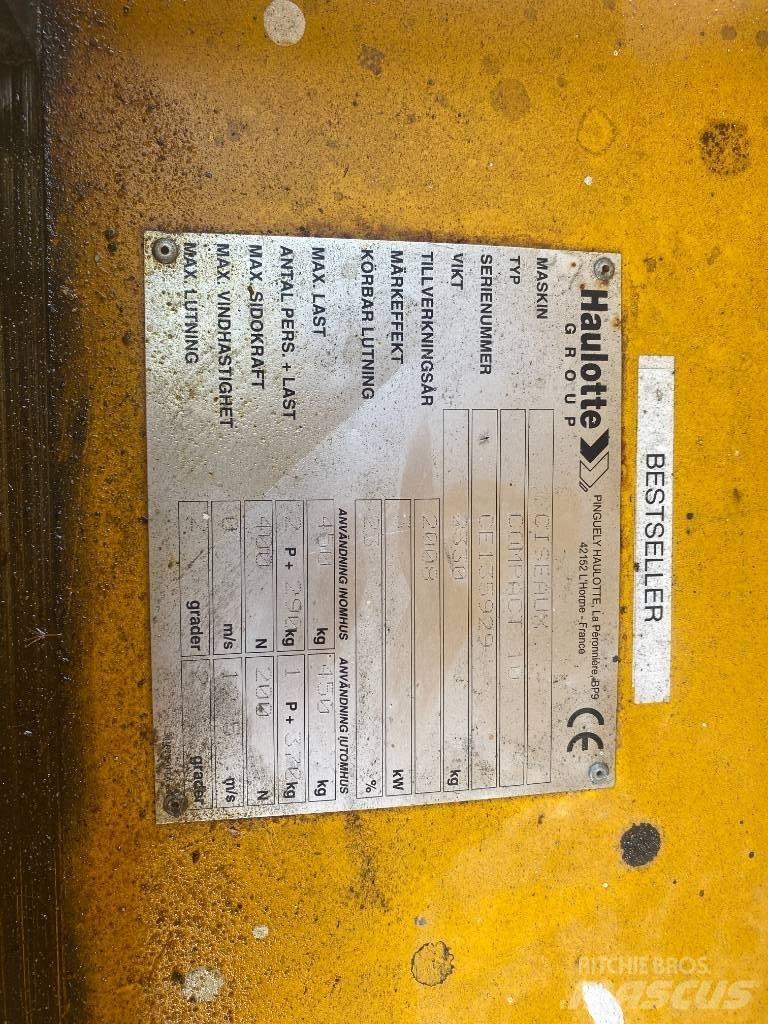 BESTSELLER
Haulotte
GROUP
PINGUELY HAULOTTE, La Péronnière, BP9
42152 L'Horme - France
CE
MASKIN CISEAUX
TYP COMPACT 10
SERIENUMMER CE135929
VIKT 2330 kg
TILLVERKNINGSÅR 2008
MÄRKEFFEKT kW
KÖRBAR LUTNING %
ANVÄNDNING INOMHUS ANVÄNDNING UTOMHUS
MAX. LAST 450 kg 450 kg
ANTAL PERS. + LAST 2 P + 290 kg 1 P + 370 kg
MAX. SIDOKRAFT 400 N 200 N
MAX. VINDHASTIGHET 0 m/s m/s
MAX. LUTNING grader grader
RITCHIE BROS.
mascus